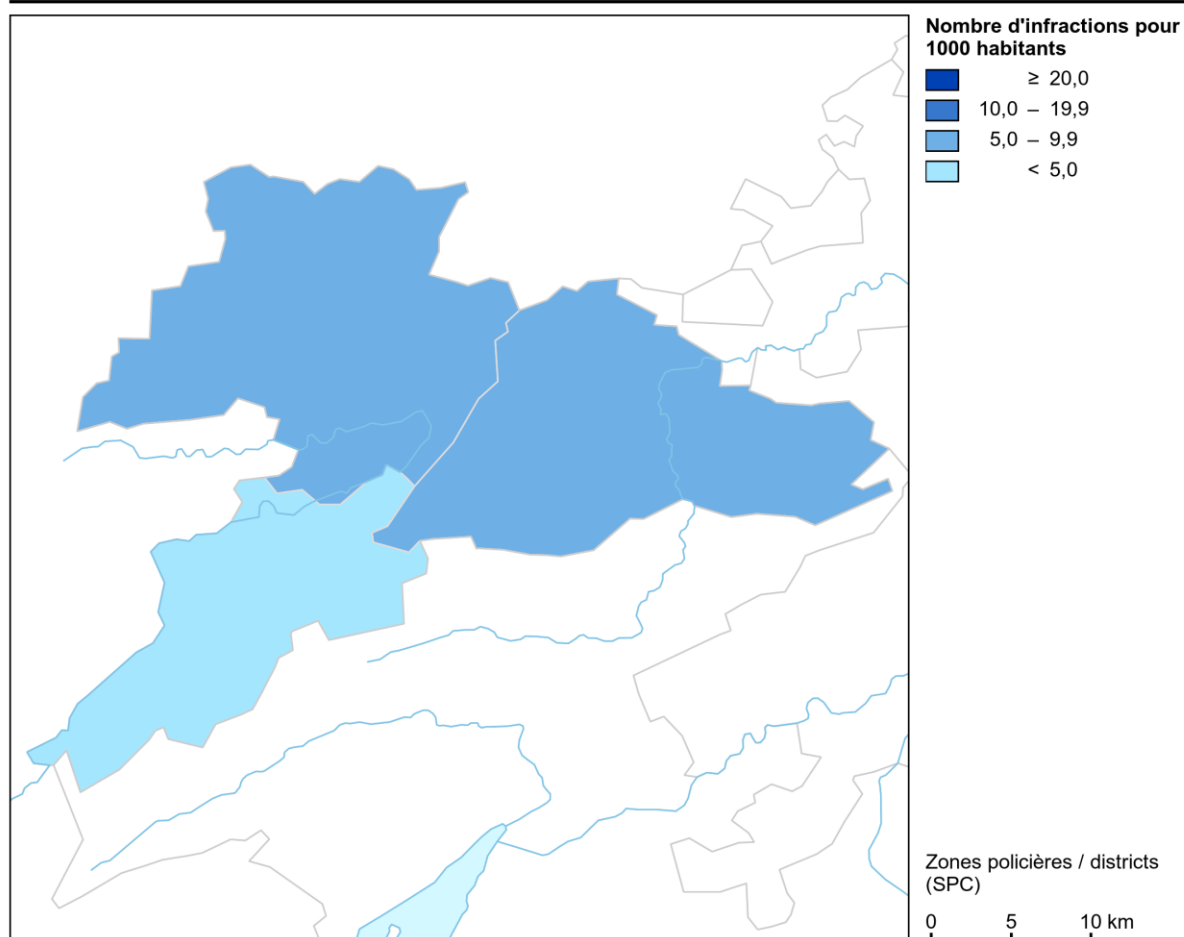 Nombre d'infractions pour
1000 habitants
≥ 20,0
10,0 – 19,9
5,0 – 9,9
< 5,0
Zones policières / districts
(SPC)
0 5 10 km